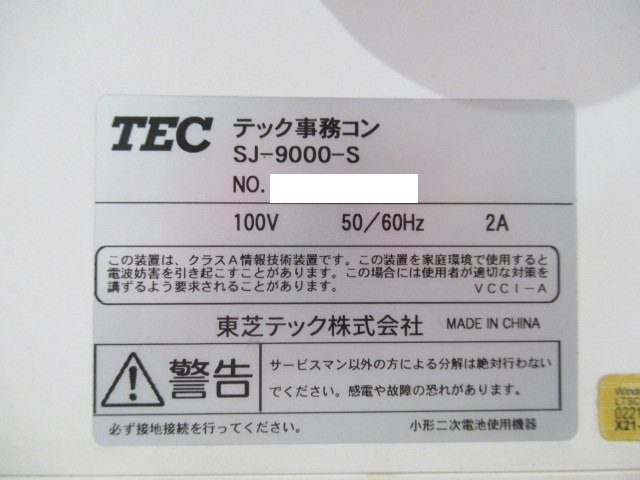 TEC テック事務コン
SJ-9000-S
NO.
100V 50/60Hz 2A
この装置は、クラスA情報技術装置です。この装置を家庭環境で使用すると
電波妨害を引き起こすことがあります。この場合には使用者が適切な対策を
講ずるよう要求されることがあります。 VCCI-A
東芝テック株式会社 MADE IN CHINA
警告
サービスマン以外の方による分解は絶対行わない
でください。感電や故障の恐れがあります。
必ず接地接続を行ってください。 小形二次電池使用機器
Windo
LTSC
0221
X21-